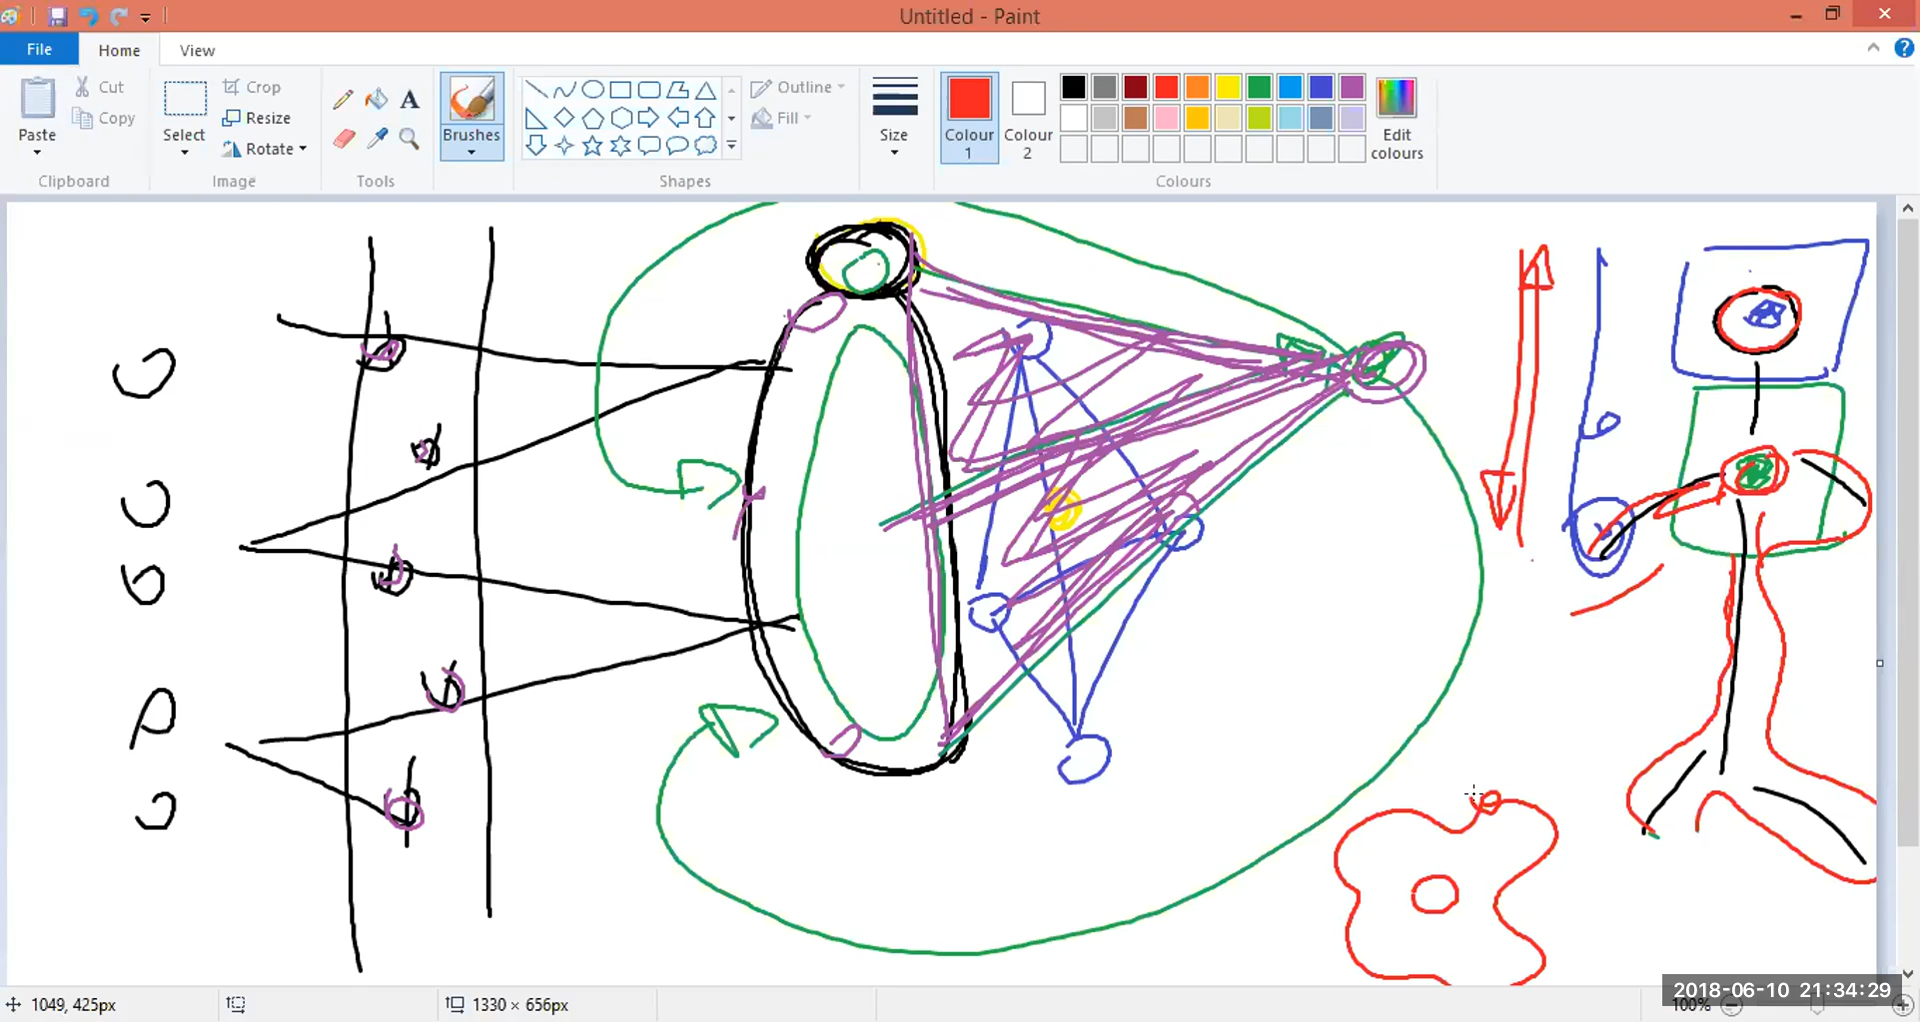 Untitled - Paint
File Home View
Paste
Cut
Copy
Clipboard
Select
Crop
Resize
Rotate
Image
A
Tools
Brushes
Shapes
Outline
Fill
Size
Colour 1
Colour 2
Edit colours
Colours
1049, 425px
1330 × 656px
100%
2018-06-10 21:34:29